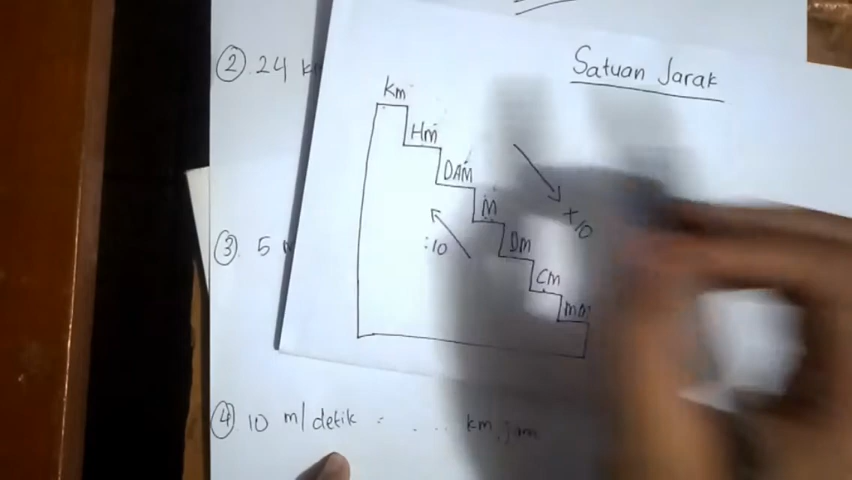 ② 24
Satuan Jarak
Km
Hm
DAM
M
x10
:10
Dm
③ 5
Cm
mm
④ 10 m/detik = .... km/jam